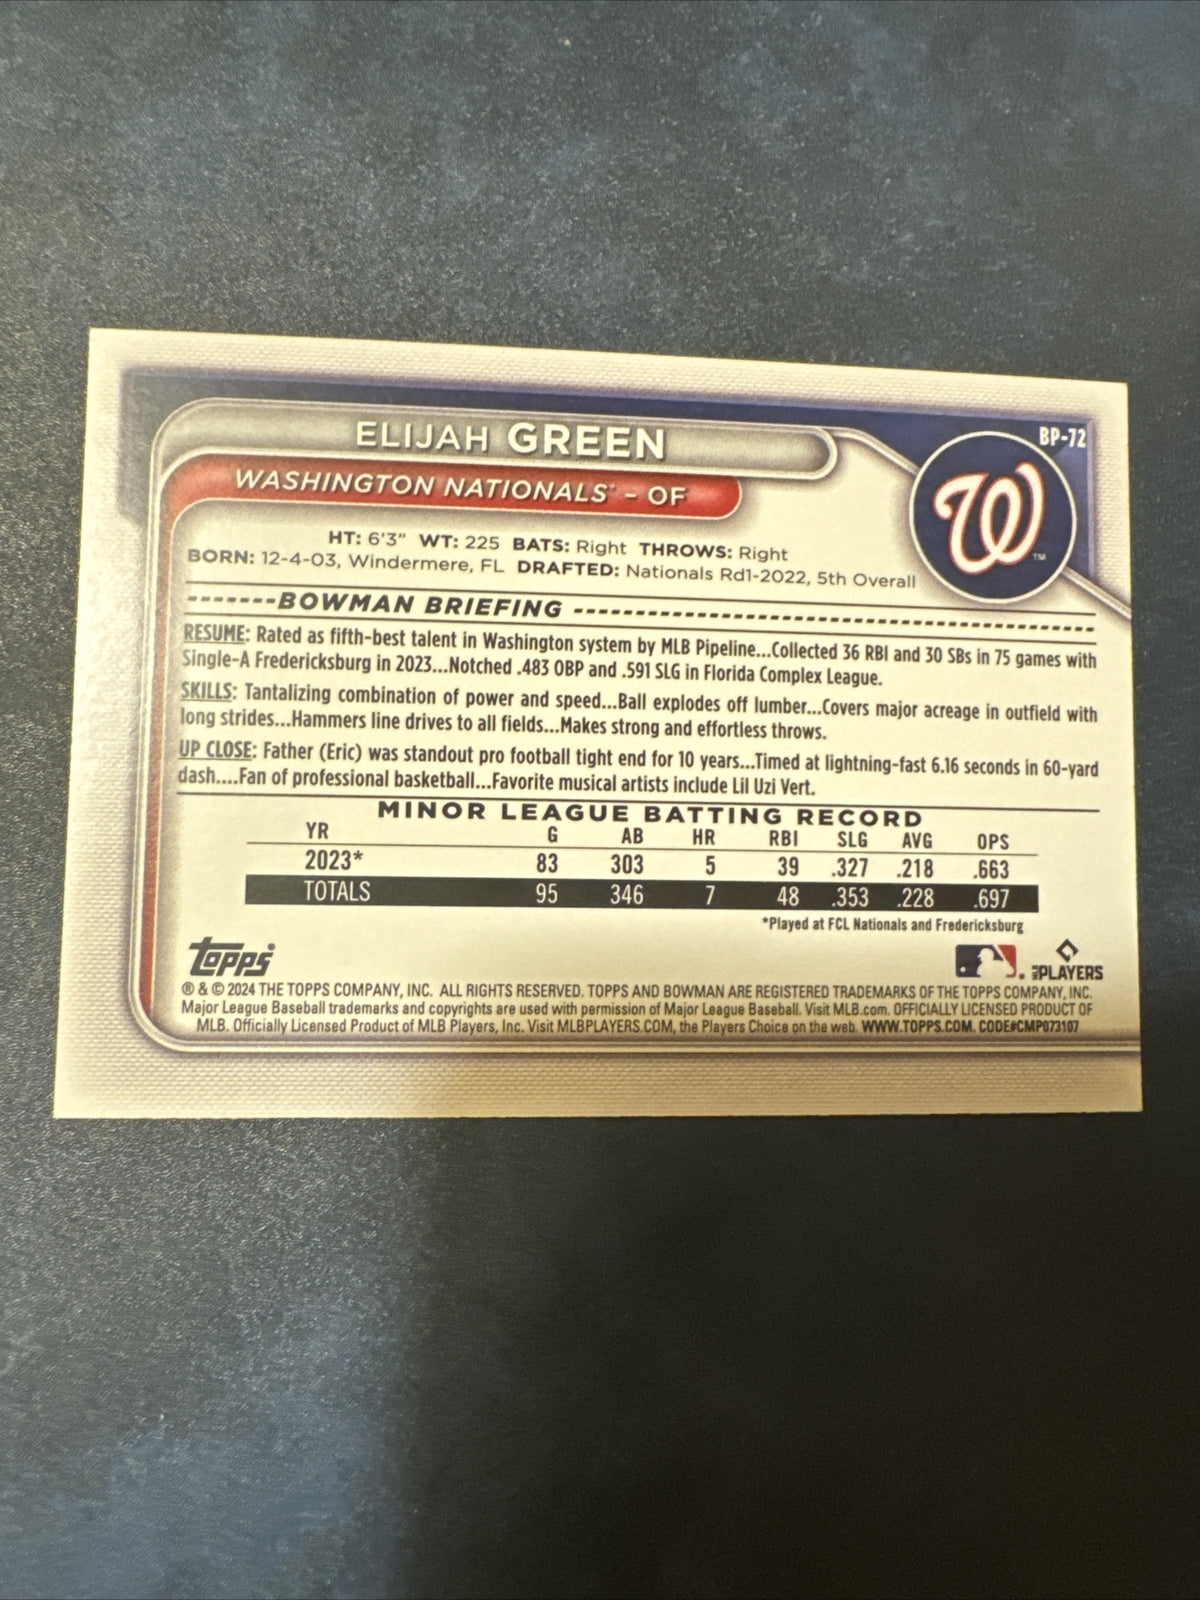 BP-72
ELIJAH GREEN
WASHINGTON NATIONALS® - OF
W
TM
HT: 6'3" WT: 225 BATS: Right THROWS: Right
BORN: 12-4-03, Windermere, FL DRAFTED: Nationals Rd1-2022, 5th Overall
BOWMAN BRIEFING
RESUME: Rated as fifth-best talent in Washington system by MLB Pipeline...Collected 36 RBI and 30 SBs in 75 games with
Single-A Fredericksburg in 2023...Notched .483 OBP and .591 SLG in Florida Complex League.
SKILLS: Tantalizing combination of power and speed...Ball explodes off lumber...Covers major acreage in outfield with
long strides...Hammers line drives to all fields...Makes strong and effortless throws.
UP CLOSE: Father (Eric) was standout pro football tight end for 10 years...Timed at lightning-fast 6.16 seconds in 60-yard
dash....Fan of professional basketball...Favorite musical artists include Lil Uzi Vert.
MINOR LEAGUE BATTING RECORD
YR G AB HR RBI SLG AVG OPS
2023* 83 303 5 39 .327 .218 .663
TOTALS 95 346 7 48 .353 .228 .697
*Played at FCL Nationals and Fredericksburg
Topps
MLB PLAYERS
® & © 2024 THE TOPPS COMPANY, INC. ALL RIGHTS RESERVED. TOPPS AND BOWMAN ARE REGISTERED TRADEMARKS OF THE TOPPS COMPANY, INC.
Major League Baseball trademarks and copyrights are used with permission of Major League Baseball. Visit MLB.com. OFFICIALLY LICENSED PRODUCT OF
MLB. Officially Licensed Product of MLB Players, Inc. Visit MLBPLAYERS.COM, the Players Choice on the web. WWW.TOPPS.COM. CODE#CMP073107